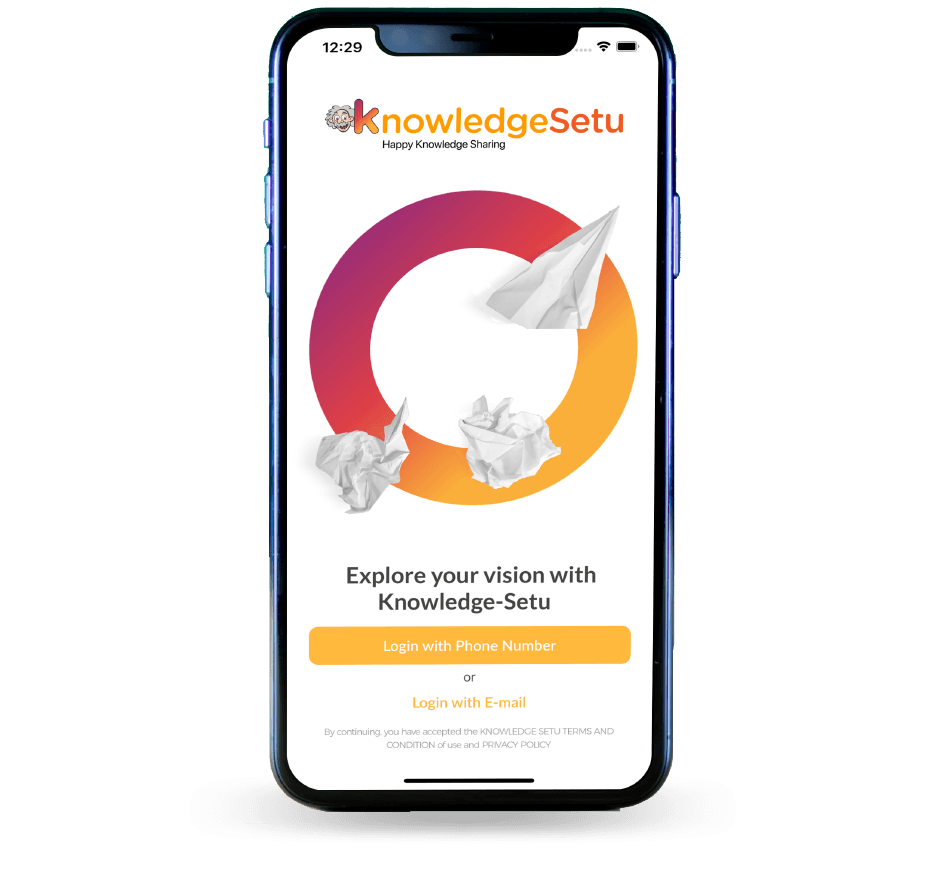 12:29
knowledgeSetu
Happy Knowledge Sharing
Explore your vision with
Knowledge-Setu
Login with Phone Number
or
Login with E-mail
By continuing, you have accepted the KNOWLEDGE SETU TERMS AND
CONDITION of use and PRIVACY POLICY